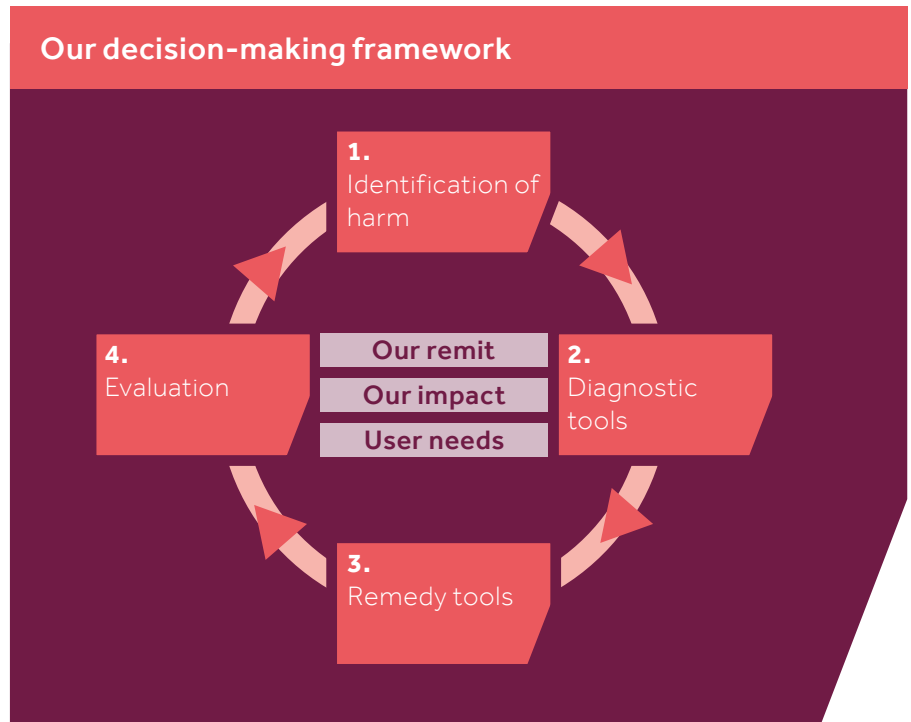 Our decision-making framework
1.
Identification of
harm
2.
Diagnostic
tools
3.
Remedy tools
4.
Evaluation
Our remit
Our impact
User needs